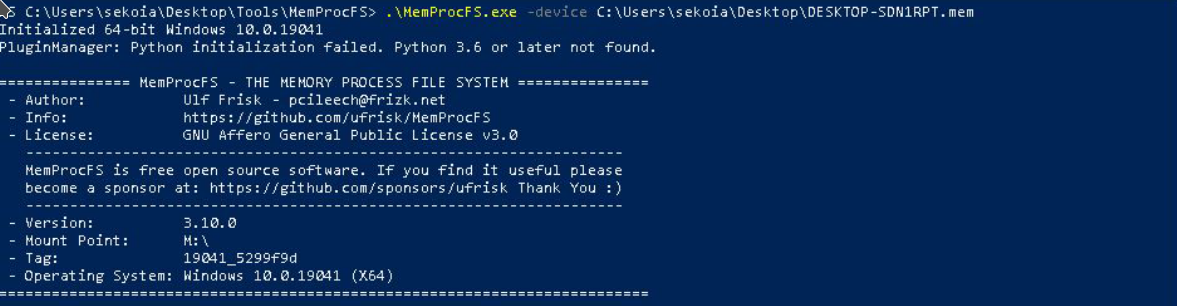 PS C:\Users\sekoia\Desktop\Tools\MemProcFS> .\MemProcFS.exe -device C:\Users\sekoia\Desktop\DESKTOP-SDN1RPT.mem
Initialized 64-bit Windows 10.0.19041
PluginManager: Python initialization failed. Python 3.6 or later not found.
=============== MemProcFS - THE MEMORY PROCESS FILE SYSTEM ===============
- Author: Ulf Frisk - pcileech@frizk.net
- Info: https://github.com/ufrisk/MemProcFS
- License: GNU Affero General Public License v3.0
---------------------------------------------------------------------
MemProcFS is free open source software. If you find it useful please
become a sponsor at: https://github.com/sponsors/ufrisk Thank You :)
---------------------------------------------------------------------
- Version: 3.10.0
- Mount Point: M:\
- Tag: 19041_5299f9d
- Operating System: Windows 10.0.19041 (X64)
==========================================================================